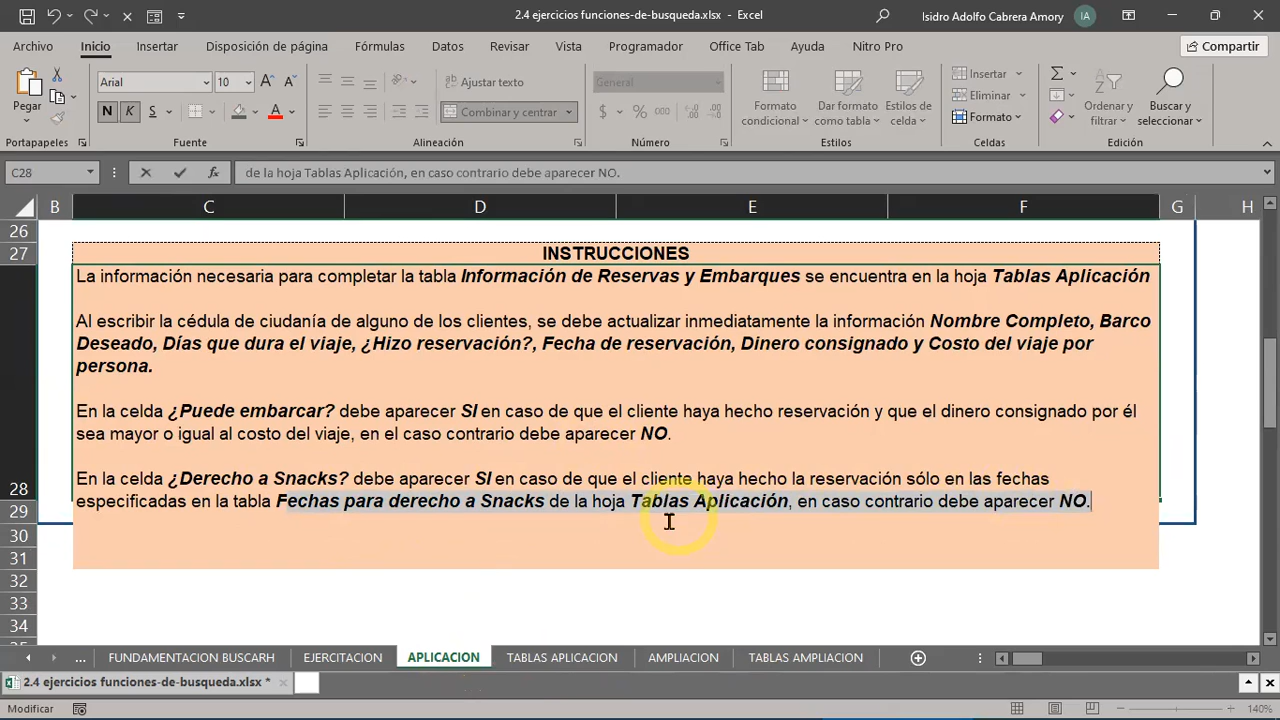 2.4 ejercicios funciones-de-busqueda.xlsx - Excel
Isidro Adolfo Cabrera Amory
IA
Archivo Inicio Insertar Disposición de página Fórmulas Datos Revisar Vista Programador Office Tab Ayuda Nitro Pro
Compartir
Pegar
Arial
10
N K S
Ajustar texto
Combinar y centrar
General
$ % 000
Formato condicional
Dar formato como tabla
Estilos de celda
Insertar
Eliminar
Formato
Ordenar y filtrar
Buscar y seleccionar
Portapapeles Fuente Alineación Número Estilos Celdas Edición
C28
fx
de la hoja Tablas Aplicación, en caso contrario debe aparecer NO.
B C D E F G H
26
27
28
29
30
31
32
33
34
INSTRUCCIONES
La información necesaria para completar la tabla Información de Reservas y Embarques se encuentra en la hoja Tablas Aplicación
Al escribir la cédula de ciudanía de alguno de los clientes, se debe actualizar inmediatamente la información Nombre Completo, Barco
Deseado, Días que dura el viaje, ¿Hizo reservación?, Fecha de reservación, Dinero consignado y Costo del viaje por
persona.
En la celda ¿Puede embarcar? debe aparecer SI en caso de que el cliente haya hecho reservación y que el dinero consignado por él
sea mayor o igual al costo del viaje, en el caso contrario debe aparecer NO.
En la celda ¿Derecho a Snacks? debe aparecer SI en caso de que el cliente haya hecho la reservación sólo en las fechas
especificadas en la tabla Fechas para derecho a Snacks de la hoja Tablas Aplicación, en caso contrario debe aparecer NO.
... FUNDAMENTACION BUSCARH EJERCITACION APLICACION TABLAS APLICACION AMPLIACION TABLAS AMPLIACION
2.4 ejercicios funciones-de-busqueda.xlsx *
Modificar
140%